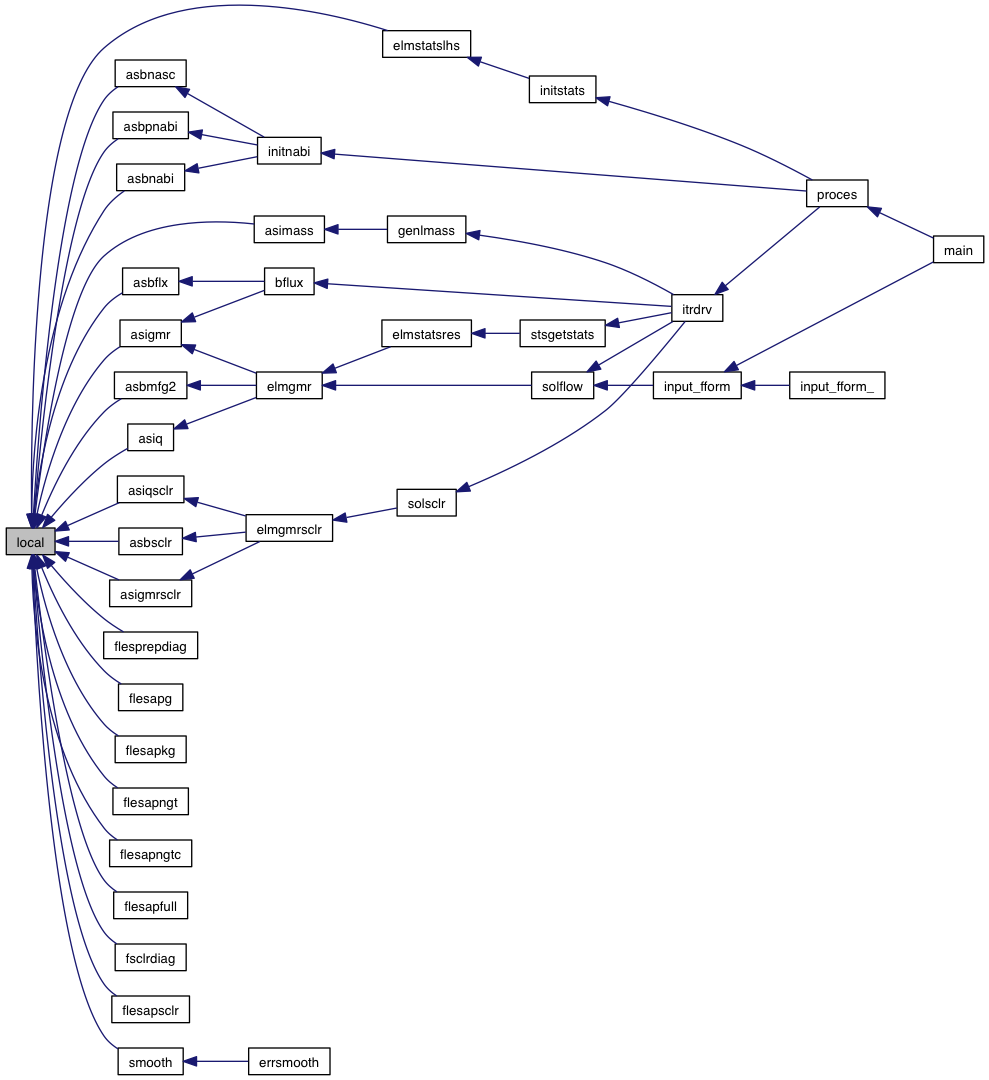 elmstatslhs
asbnasc
initstats
asbpnabi
initnabi
asbnabi
proces
asimass
genlmass
main
asbflx
bflux
itrdrv
asigmr
elmstatsres
stsgetstats
asbmfg2
elmgmr
solflow
input_fform
input_fform_
asiq
asiqsclr
solsclr
elmgmrsclr
local
asbsclr
asigmrsclr
flesprepdiag
flesapg
flesapkg
flesapngt
flesapngtc
flesapfull
fsclrdiag
flesapsclr
smooth
errsmooth